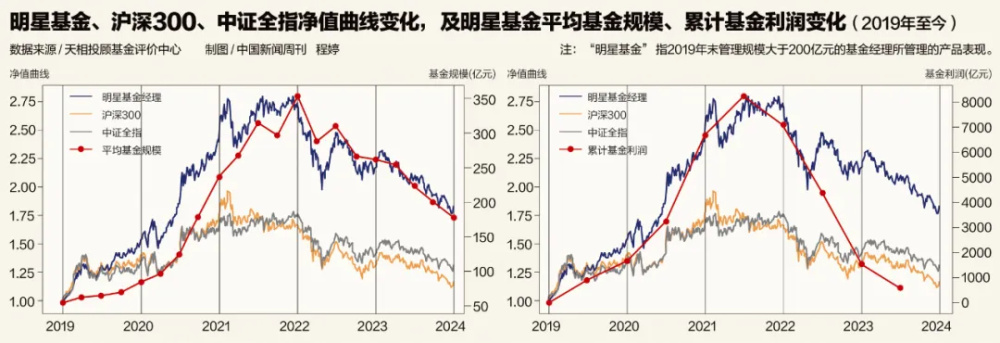 明星基金、沪深300、中证全指净值曲线变化，及明星基金平均基金规模、累计基金利润变化（2019年至今）
数据来源/天相投顾基金评价中心 制图/中国新闻周刊 程婷
注：“明星基金”指2019年末管理规模大于200亿元的基金经理所管理的产品表现。
净值曲线
基金规模(亿元)
2.75
2.50
2.25
2.00
1.75
1.50
1.25
1.00
明星基金经理
沪深300
中证全指
平均基金规模
350
300
250
200
150
100
50
2019 2020 2021 2022 2023 2024
净值曲线
基金利润(亿元)
2.75
2.50
2.25
2.00
1.75
1.50
1.25
1.00
明星基金经理
沪深300
中证全指
累计基金利润
8000
7000
6000
5000
4000
3000
2000
1000
0
2019 2020 2021 2022 2023 2024